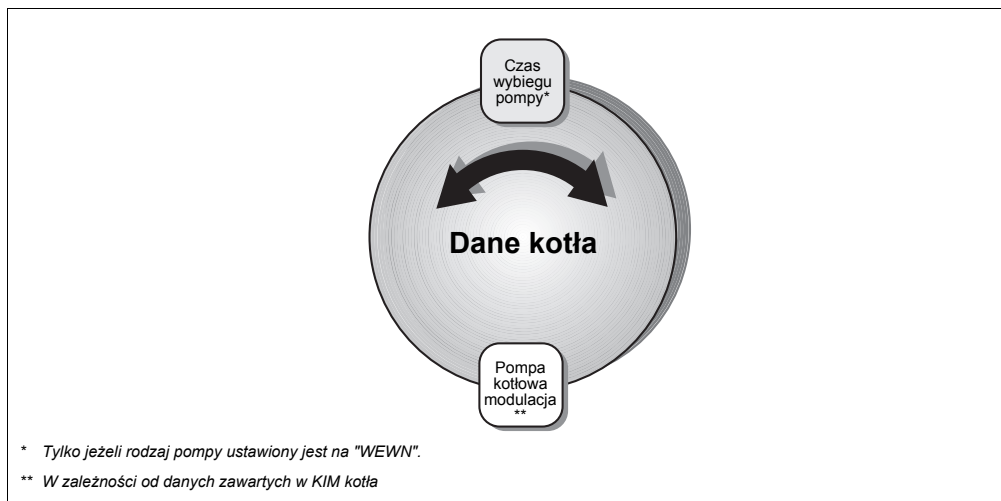 Czas
wybiegu
pompy*
Dane kotła
Pompa
kotłowa
modulacja
**
* Tylko jeżeli rodzaj pompy ustawiony jest na "WEWN".
** W zależności od danych zawartych w KIM kotła